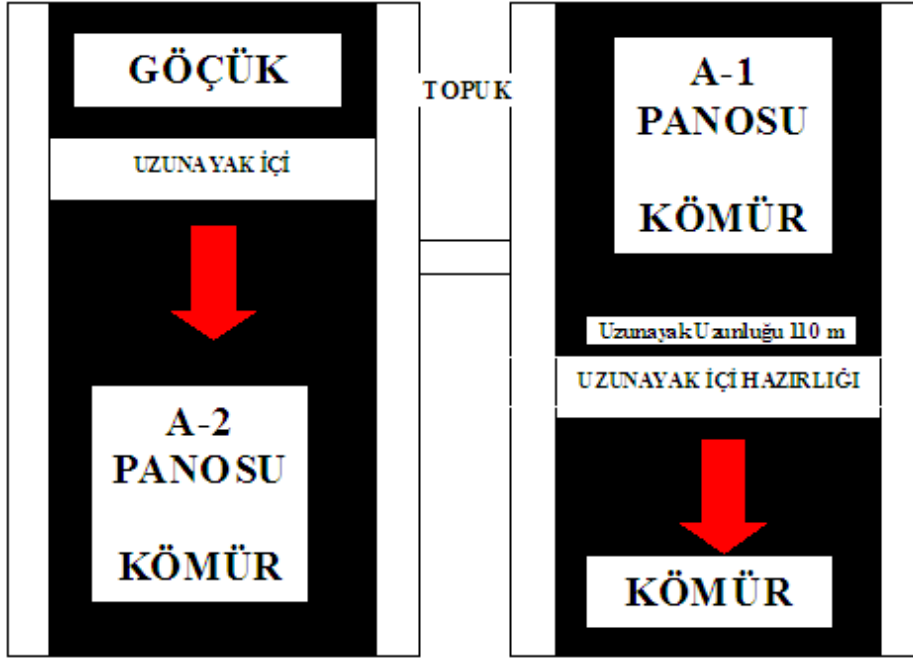 GÖÇÜK
UZUNAYAK İÇİ
A-2
PANOSU
KÖMÜR
TOPUK
A-1
PANOSU
KÖMÜR
Uzunayak Uzunluğu 110 m
UZUNAYAK İÇİ HAZIRLIĞI
KÖMÜR